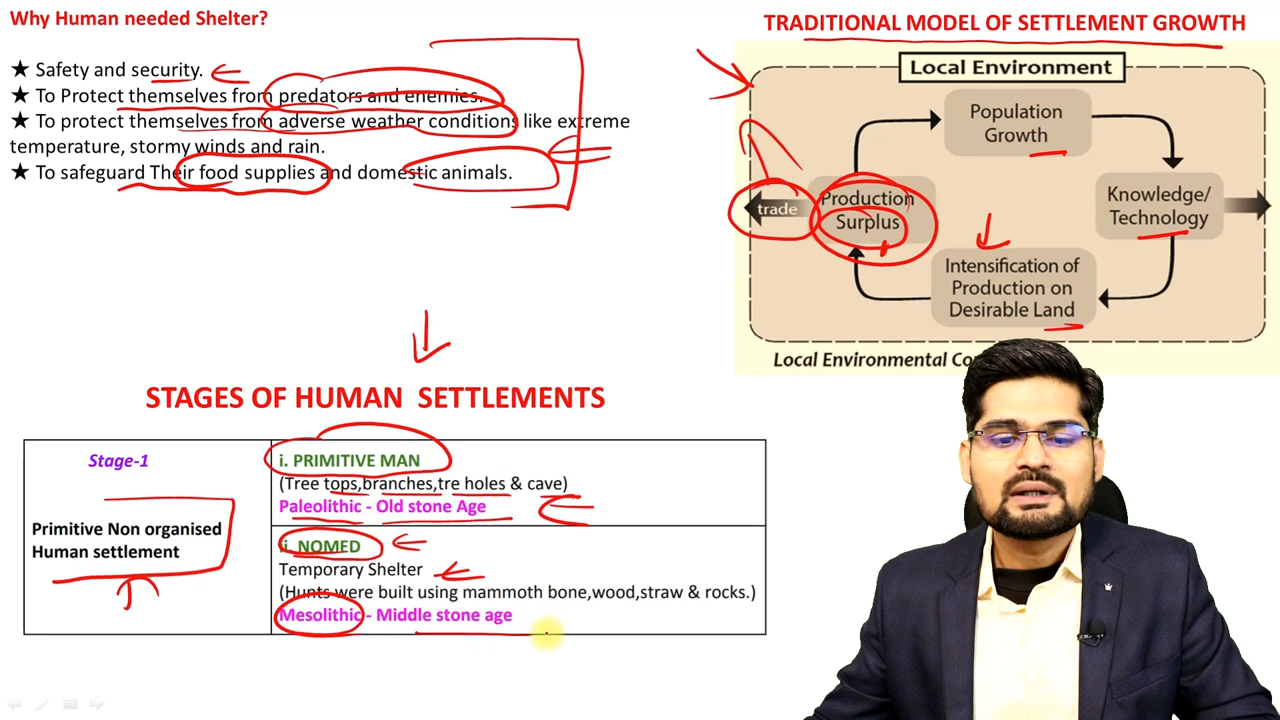 Why Human needed Shelter?
★ Safety and security.
★ To Protect themselves from predators and enemies.
★ To protect themselves from adverse weather conditions like extreme
temperature, stormy winds and rain.
★ To safeguard Their food supplies and domestic animals.
TRADITIONAL MODEL OF SETTLEMENT GROWTH
Local Environment
Population
Growth
Knowledge/
Technology
Intensification of
Production on
Desirable Land
Production
Surplus
trade
Local Environmental
STAGES OF HUMAN SETTLEMENTS
Stage-1
Primitive Non organised
Human settlement
i. PRIMITIVE MAN
(Tree tops,branches,tre holes & cave)
Paleolithic - Old stone Age
ii. NOMED
Temporary Shelter
(Hunts were built using mammoth bone,wood,straw & rocks.)
Mesolithic - Middle stone age